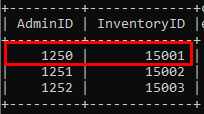 +---------+-------------+
| AdminID | InventoryID |
+---------+-------------+
| 1250 | 15001 |
| 1251 | 15002 |
| 1252 | 15003 |
+---------+-------------+